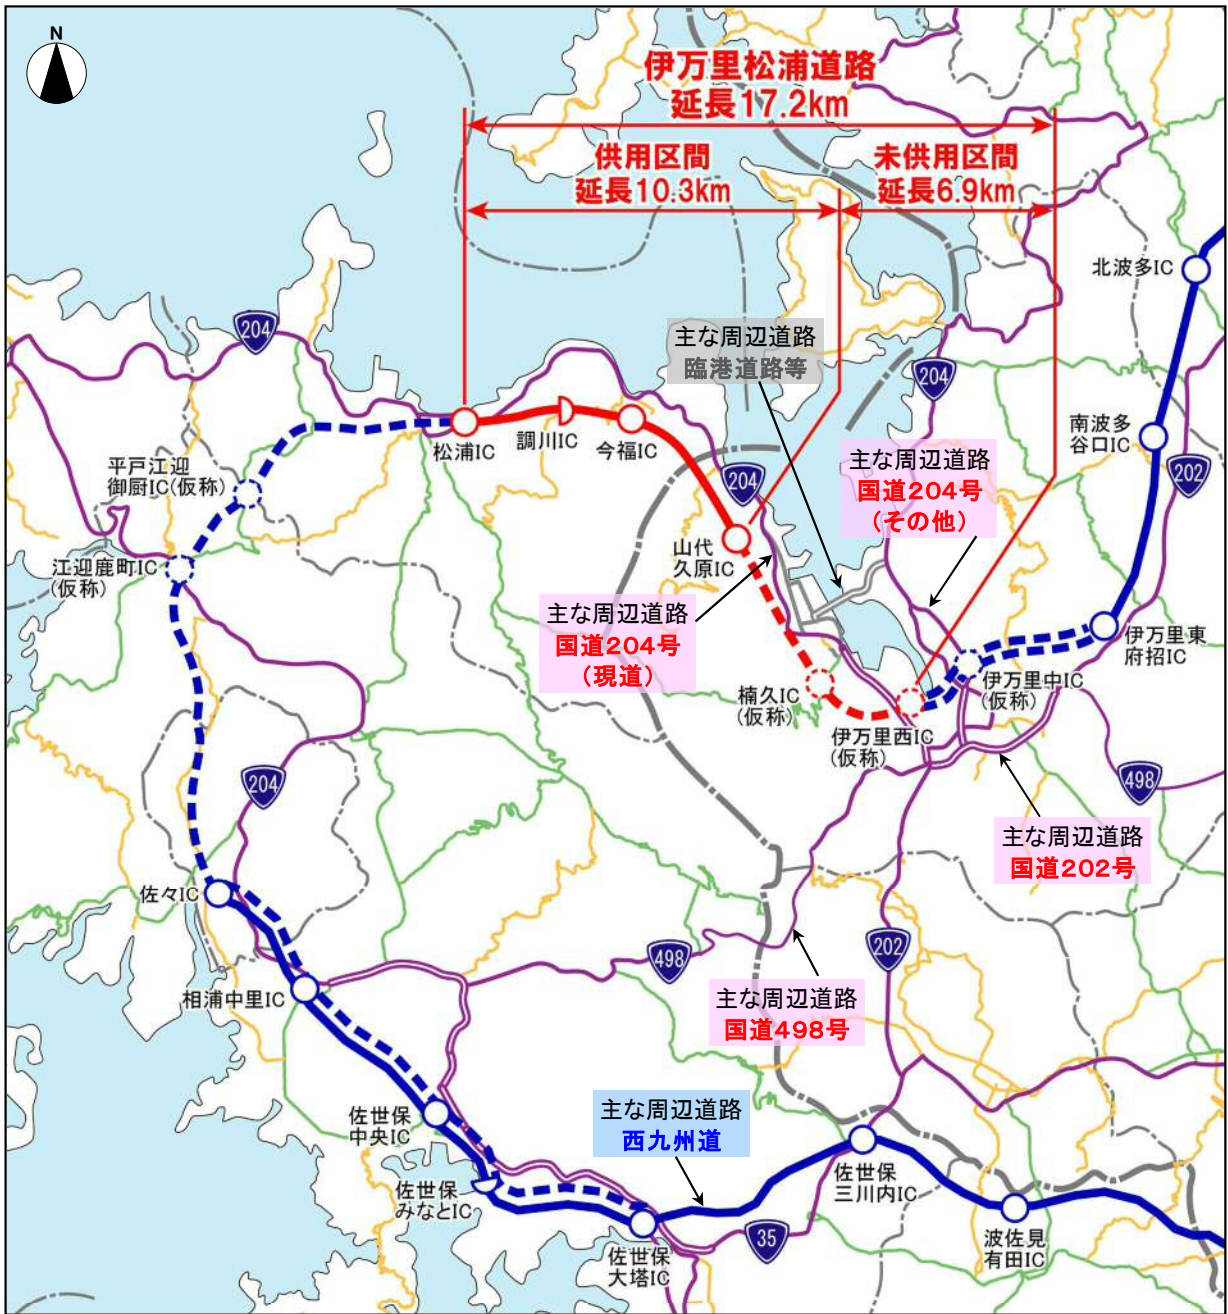 N
伊万里松浦道路
延長17.2km
供用区間
延長10.3km
未供用区間
延長6.9km
北波多IC
204
主な周辺道路
臨港道路等
204
南波多
谷口IC
松浦IC
調川IC
今福IC
平戸江迎
御厨IC(仮称)
204
主な周辺道路
国道204号
（その他）
202
山代
久原IC
江迎鹿町IC
(仮称)
主な周辺道路
国道204号
（現道）
伊万里東
府招IC
楠久IC
(仮称)
伊万里中IC
(仮称)
伊万里西IC
(仮称)
204
498
主な周辺道路
国道202号
佐々IC
498
202
相浦中里IC
主な周辺道路
国道498号
佐世保
中央IC
主な周辺道路
西九州道
佐世保
みなとIC
佐世保
三川内IC
35
佐世保
大塔IC
波佐見
有田IC